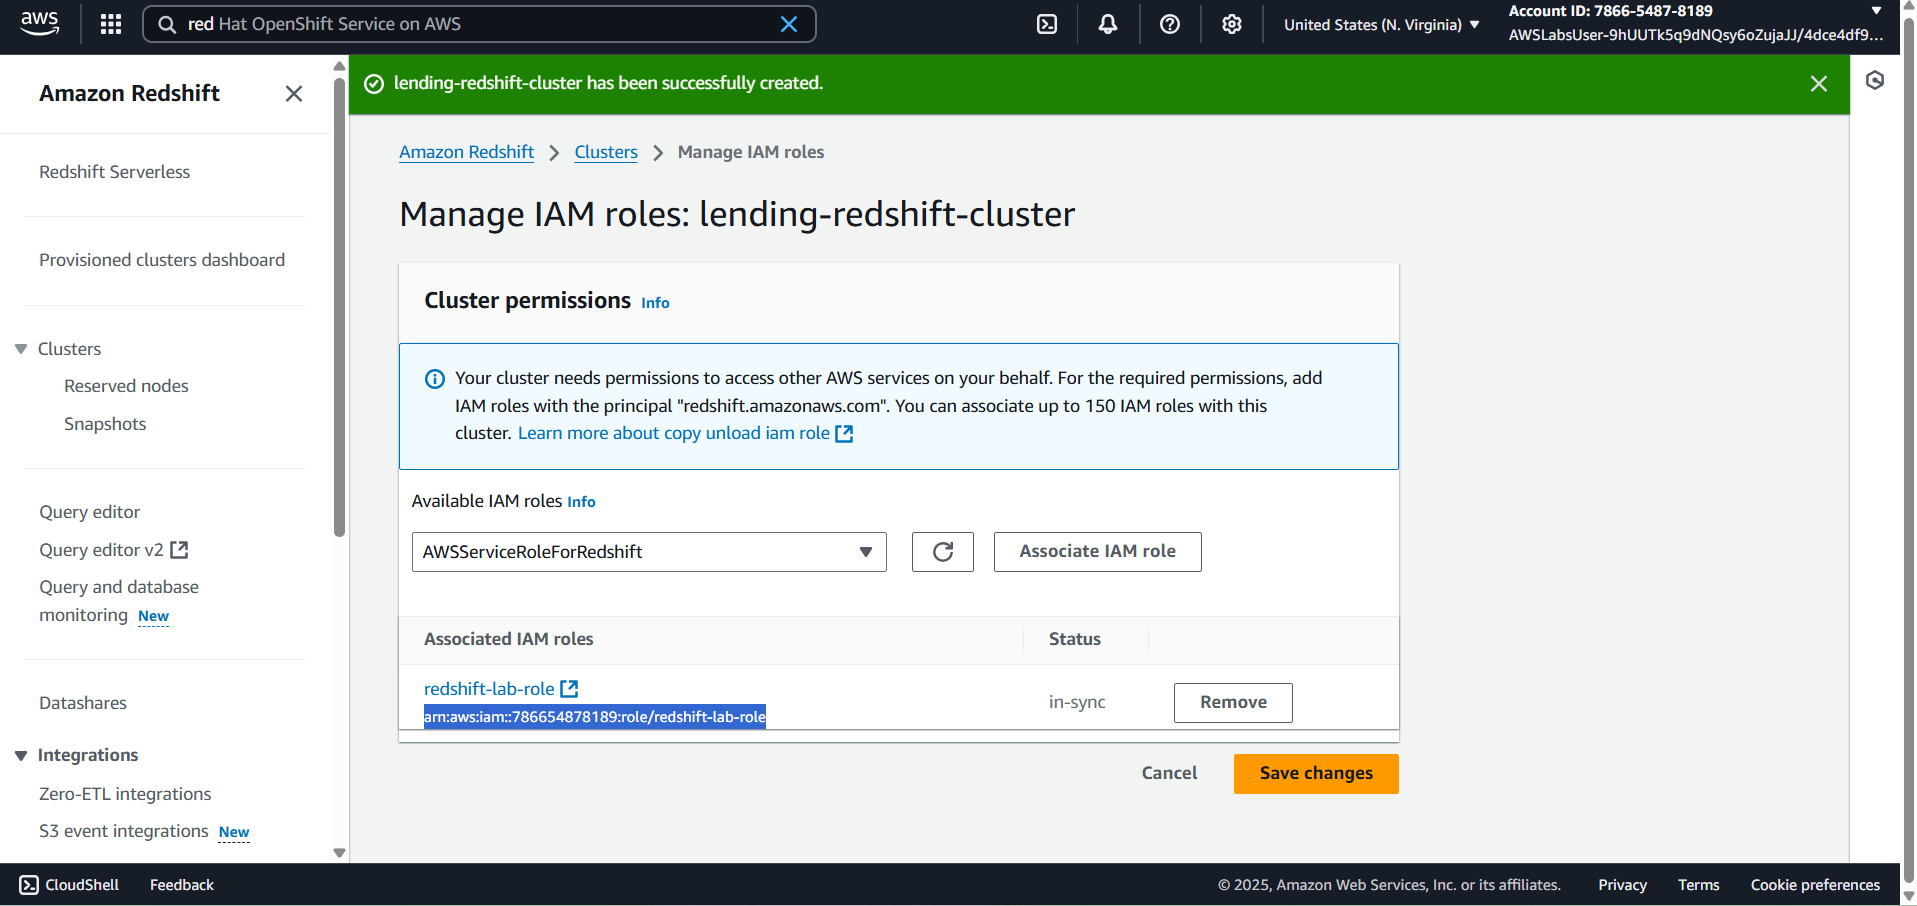 aws
red Hat OpenShift Service on AWS
United States (N. Virginia)
Account ID: 7866-5487-8189
AWSLabsUser-9hUUTk5q9dNQsy6oZujaJJ/4dce4df9...
Amazon Redshift
Redshift Serverless
Provisioned clusters dashboard
Clusters
Reserved nodes
Snapshots
Query editor
Query editor v2
Query and database
monitoring New
Datashares
Integrations
Zero-ETL integrations
S3 event integrations New
lending-redshift-cluster has been successfully created.
Amazon Redshift > Clusters > Manage IAM roles
Manage IAM roles: lending-redshift-cluster
Cluster permissions Info
Your cluster needs permissions to access other AWS services on your behalf. For the required permissions, add
IAM roles with the principal "redshift.amazonaws.com". You can associate up to 150 IAM roles with this
cluster. Learn more about copy unload iam role
Available IAM roles Info
AWSServiceRoleForRedshift
Associate IAM role
Associated IAM roles Status
redshift-lab-role
arn:aws:iam::786654878189:role/redshift-lab-role
in-sync
Remove
Cancel
Save changes
CloudShell Feedback
© 2025, Amazon Web Services, Inc. or its affiliates. Privacy Terms Cookie preferences